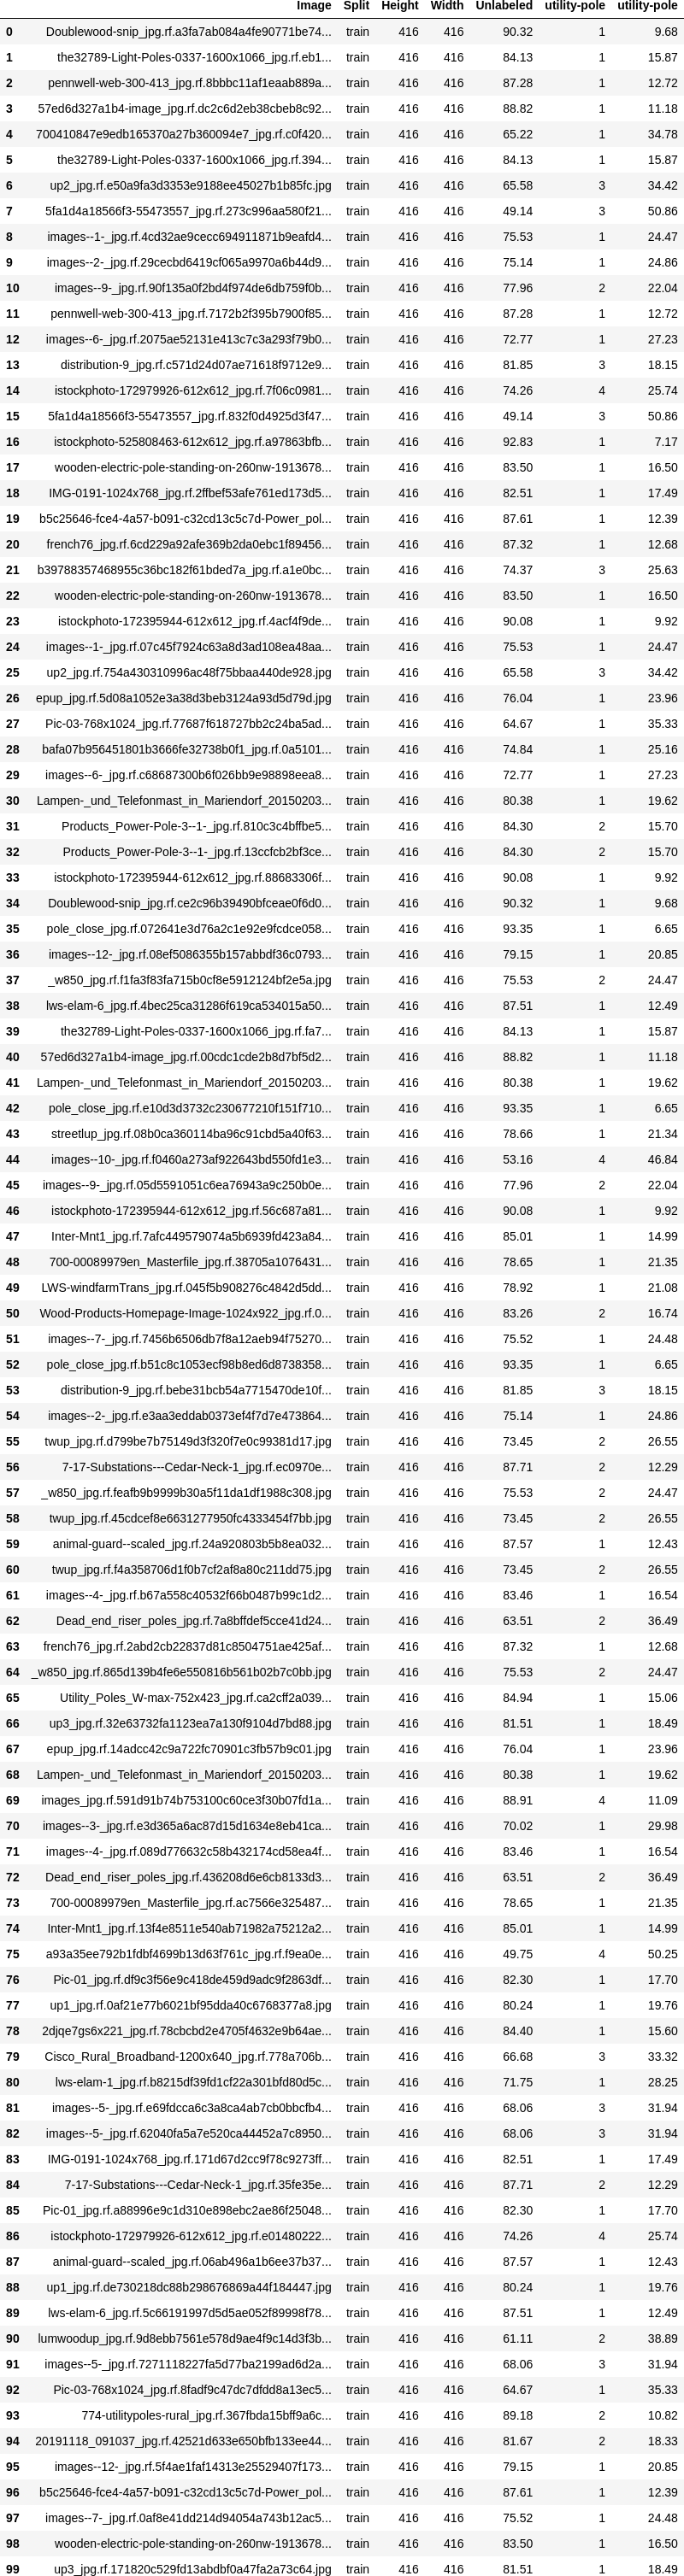 Image Split Height Width Unlabeled utility-pole utility-pole
0 Doublewood-snip_jpg.rf.a3fa7ab084a4fe90771be74... train 416 416 90.32 1 9.68
1 the32789-Light-Poles-0337-1600x1066_jpg.rf.eb1... train 416 416 84.13 1 15.87
2 pennwell-web-300-413_jpg.rf.8bbbc11af1eaab889a... train 416 416 87.28 1 12.72
3 57ed6d327a1b4-image_jpg.rf.dc2c6d2eb38cbeb8c92... train 416 416 88.82 1 11.18
4 700410847e9edb165370a27b360094e7_jpg.rf.c0f420... train 416 416 65.22 1 34.78
5 the32789-Light-Poles-0337-1600x1066_jpg.rf.394... train 416 416 84.13 1 15.87
6 up2_jpg.rf.e50a9fa3d3353e9188ee45027b1b85fc.jpg train 416 416 65.58 3 34.42
7 5fa1d4a18566f3-55473557_jpg.rf.273c996aa580f21... train 416 416 49.14 3 50.86
8 images--1-_jpg.rf.4cd32ae9cecc694911871b9eafd4... train 416 416 75.53 1 24.47
9 images--2-_jpg.rf.29cecbd6419cf065a9970a6b44d9... train 416 416 75.14 1 24.86
10 images--9-_jpg.rf.90f135a0f2bd4f974de6db759f0b... train 416 416 77.96 2 22.04
11 pennwell-web-300-413_jpg.rf.7172b2f395b7900f85... train 416 416 87.28 1 12.72
12 images--6-_jpg.rf.2075ae52131e413c7c3a293f79b0... train 416 416 72.77 1 27.23
13 distribution-9_jpg.rf.c571d24d07ae71618f9712e9... train 416 416 81.85 3 18.15
14 istockphoto-172979926-612x612_jpg.rf.7f06c0981... train 416 416 74.26 4 25.74
15 5fa1d4a18566f3-55473557_jpg.rf.832f0d4925d3f47... train 416 416 49.14 3 50.86
16 istockphoto-525808463-612x612_jpg.rf.a97863bfb... train 416 416 92.83 1 7.17
17 wooden-electric-pole-standing-on-260nw-1913678... train 416 416 83.50 1 16.50
18 IMG-0191-1024x768_jpg.rf.2ffbef53afe761ed173d5... train 416 416 82.51 1 17.49
19 b5c25646-fce4-4a57-b091-c32cd13c5c7d-Power_pol... train 416 416 87.61 1 12.39
20 french76_jpg.rf.6cd229a92afe369b2da0ebc1f89456... train 416 416 87.32 1 12.68
21 b39788357468955c36bc182f61bded7a_jpg.rf.a1e0bc... train 416 416 74.37 3 25.63
22 wooden-electric-pole-standing-on-260nw-1913678... train 416 416 83.50 1 16.50
23 istockphoto-172395944-612x612_jpg.rf.4acf4f9de... train 416 416 90.08 1 9.92
24 images--1-_jpg.rf.07c45f7924c63a8d3ad108ea48aa... train 416 416 75.53 1 24.47
25 up2_jpg.rf.754a430310996ac48f75bbaa440de928.jpg train 416 416 65.58 3 34.42
26 epup_jpg.rf.5d08a1052e3a38d3beb3124a93d5d79d.jpg train 416 416 76.04 1 23.96
27 Pic-03-768x1024_jpg.rf.77687f618727bb2c24ba5ad... train 416 416 64.67 1 35.33
28 bafa07b956451801b3666fe32738b0f1_jpg.rf.0a5101... train 416 416 74.84 1 25.16
29 images--6-_jpg.rf.c68687300b6f026bb9e98898eea8... train 416 416 72.77 1 27.23
30 Lampen-_und_Telefonmast_in_Mariendorf_20150203... train 416 416 80.38 1 19.62
31 Products_Power-Pole-3--1-_jpg.rf.810c3c4bffbe5... train 416 416 84.30 2 15.70
32 Products_Power-Pole-3--1-_jpg.rf.13ccfcb2bf3ce... train 416 416 84.30 2 15.70
33 istockphoto-172395944-612x612_jpg.rf.88683306f... train 416 416 90.08 1 9.92
34 Doublewood-snip_jpg.rf.ce2c96b39490bfceae0f6d0... train 416 416 90.32 1 9.68
35 pole_close_jpg.rf.072641e3d76a2c1e92e9fcdce058... train 416 416 93.35 1 6.65
36 images--12-_jpg.rf.08ef5086355b157abbdf36c0793... train 416 416 79.15 1 20.85
37 _w850_jpg.rf.f1fa3f83fa715b0cf8e5912124bf2e5a.jpg train 416 416 75.53 2 24.47
38 lws-elam-6_jpg.rf.4bec25ca31286f619ca534015a50... train 416 416 87.51 1 12.49
39 the32789-Light-Poles-0337-1600x1066_jpg.rf.fa7... train 416 416 84.13 1 15.87
40 57ed6d327a1b4-image_jpg.rf.00cdc1cde2b8d7bf5d2... train 416 416 88.82 1 11.18
41 Lampen-_und_Telefonmast_in_Mariendorf_20150203... train 416 416 80.38 1 19.62
42 pole_close_jpg.rf.e10d3d3732c230677210f151f710... train 416 416 93.35 1 6.65
43 streetlup_jpg.rf.08b0ca360114ba96c91cbd5a40f63... train 416 416 78.66 1 21.34
44 images--10-_jpg.rf.f0460a273af922643bd550fd1e3... train 416 416 53.16 4 46.84
45 images--9-_jpg.rf.05d5591051c6ea76943a9c250b0e... train 416 416 77.96 2 22.04
46 istockphoto-172395944-612x612_jpg.rf.56c687a81... train 416 416 90.08 1 9.92
47 Inter-Mnt1_jpg.rf.7afc449579074a5b6939fd423a84... train 416 416 85.01 1 14.99
48 700-00089979en_Masterfile_jpg.rf.38705a1076431... train 416 416 78.65 1 21.35
49 LWS-windfarmTrans_jpg.rf.045f5b908276c4842d5dd... train 416 416 78.92 1 21.08
50 Wood-Products-Homepage-Image-1024x922_jpg.rf.0... train 416 416 83.26 2 16.74
51 images--7-_jpg.rf.7456b6506db7f8a12aeb94f75270... train 416 416 75.52 1 24.48
52 pole_close_jpg.rf.b51c8c1053ecf98b8ed6d8738358... train 416 416 93.35 1 6.65
53 distribution-9_jpg.rf.bebe31bcb54a7715470de10f... train 416 416 81.85 3 18.15
54 images--2-_jpg.rf.e3aa3eddab0373ef4f7d7e473864... train 416 416 75.14 1 24.86
55 twup_jpg.rf.d799be7b75149d3f320f7e0c99381d17.jpg train 416 416 73.45 2 26.55
56 7-17-Substations---Cedar-Neck-1_jpg.rf.ec0970e... train 416 416 87.71 2 12.29
57 _w850_jpg.rf.feafb9b9999b30a5f11da1df1988c308.jpg train 416 416 75.53 2 24.47
58 twup_jpg.rf.45cdcef8e6631277950fc4333454f7bb.jpg train 416 416 73.45 2 26.55
59 animal-guard--scaled_jpg.rf.24a920803b5b8ea032... train 416 416 87.57 1 12.43
60 twup_jpg.rf.f4a358706d1f0b7cf2af8a80c211dd75.jpg train 416 416 73.45 2 26.55
61 images--4-_jpg.rf.b67a558c40532f66b0487b99c1d2... train 416 416 83.46 1 16.54
62 Dead_end_riser_poles_jpg.rf.7a8bffdef5cce41d24... train 416 416 63.51 2 36.49
63 french76_jpg.rf.2abd2cb22837d81c8504751ae425af... train 416 416 87.32 1 12.68
64 _w850_jpg.rf.865d139b4fe6e550816b561b02b7c0bb.jpg train 416 416 75.53 2 24.47
65 Utility_Poles_W-max-752x423_jpg.rf.ca2cff2a039... train 416 416 84.94 1 15.06
66 up3_jpg.rf.32e63732fa1123ea7a130f9104d7bd88.jpg train 416 416 81.51 1 18.49
67 epup_jpg.rf.14adcc42c9a722fc70901c3fb57b9c01.jpg train 416 416 76.04 1 23.96
68 Lampen-_und_Telefonmast_in_Mariendorf_20150203... train 416 416 80.38 1 19.62
69 images_jpg.rf.591d91b74b753100c60ce3f30b07fd1a... train 416 416 88.91 4 11.09
70 images--3-_jpg.rf.e3d365a6ac87d15d1634e8eb41ca... train 416 416 70.02 1 29.98
71 images--4-_jpg.rf.089d776632c58b432174cd58ea4f... train 416 416 83.46 1 16.54
72 Dead_end_riser_poles_jpg.rf.436208d6e6cb8133d3... train 416 416 63.51 2 36.49
73 700-00089979en_Masterfile_jpg.rf.ac7566e325487... train 416 416 78.65 1 21.35
74 Inter-Mnt1_jpg.rf.13f4e8511e540ab71982a75212a2... train 416 416 85.01 1 14.99
75 a93a35ee792b1fdbf4699b13d63f761c_jpg.rf.f9ea0e... train 416 416 49.75 4 50.25
76 Pic-01_jpg.rf.df9c3f56e9c418de459d9adc9f2863df... train 416 416 82.30 1 17.70
77 up1_jpg.rf.0af21e77b6021bf95dda40c6768377a8.jpg train 416 416 80.24 1 19.76
78 2djqe7gs6x221_jpg.rf.78cbcbd2e4705f4632e9b64ae... train 416 416 84.40 1 15.60
79 Cisco_Rural_Broadband-1200x640_jpg.rf.778a706b... train 416 416 66.68 3 33.32
80 lws-elam-1_jpg.rf.b8215df39fd1cf22a301bfd80d5c... train 416 416 71.75 1 28.25
81 images--5-_jpg.rf.e69fdcca6c3a8ca4ab7cb0bbcfb4... train 416 416 68.06 3 31.94
82 images--5-_jpg.rf.62040fa5a7e520ca44452a7c8950... train 416 416 68.06 3 31.94
83 IMG-0191-1024x768_jpg.rf.171d67d2cc9f78c9273ff... train 416 416 82.51 1 17.49
84 7-17-Substations---Cedar-Neck-1_jpg.rf.35fe35e... train 416 416 87.71 2 12.29
85 Pic-01_jpg.rf.a88996e9c1d310e898ebc2ae86f25048... train 416 416 82.30 1 17.70
86 istockphoto-172979926-612x612_jpg.rf.e01480222... train 416 416 74.26 4 25.74
87 animal-guard--scaled_jpg.rf.06ab496a1b6ee37b37... train 416 416 87.57 1 12.43
88 up1_jpg.rf.de730218dc88b298676869a44f184447.jpg train 416 416 80.24 1 19.76
89 lws-elam-6_jpg.rf.5c66191997d5d5ae052f89998f78... train 416 416 87.51 1 12.49
90 lumwoodup_jpg.rf.9d8ebb7561e578d9ae4f9c14d3f3b... train 416 416 61.11 2 38.89
91 images--5-_jpg.rf.7271118227fa5d77ba2199ad6d2a... train 416 416 68.06 3 31.94
92 Pic-03-768x1024_jpg.rf.8fadf9c47dc7dfdd8a13ec5... train 416 416 64.67 1 35.33
93 774-utilitypoles-rural_jpg.rf.367fbda15bff9a6c... train 416 416 89.18 2 10.82
94 20191118_091037_jpg.rf.42521d633e650bfb133ee44... train 416 416 81.67 2 18.33
95 images--12-_jpg.rf.5f4ae1faf14313e25529407f173... train 416 416 79.15 1 20.85
96 b5c25646-fce4-4a57-b091-c32cd13c5c7d-Power_pol... train 416 416 87.61 1 12.39
97 images--7-_jpg.rf.0af8e41dd214d94054a743b12ac5... train 416 416 75.52 1 24.48
98 wooden-electric-pole-standing-on-260nw-1913678... train 416 416 83.50 1 16.50
99 up3_jpg.rf.171820c529fd13abdbf0a47fa2a73c64.jpg train 416 416 81.51 1 18.49